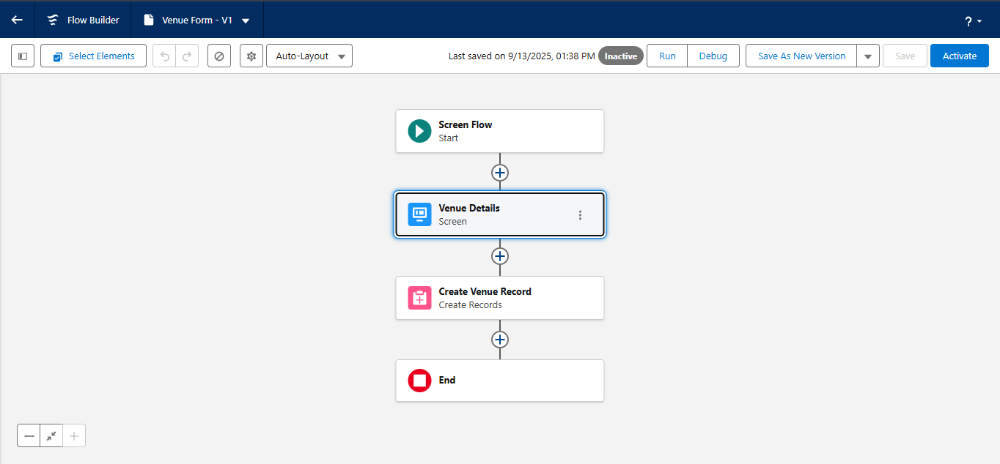 Flow Builder
Venue Form - V1
?
Select Elements
Auto-Layout
Last saved on 9/13/2025, 01:38 PM
Inactive
Run
Debug
Save As New Version
Save
Activate
Screen Flow
Start
Venue Details
Screen
Create Venue Record
Create Records
End